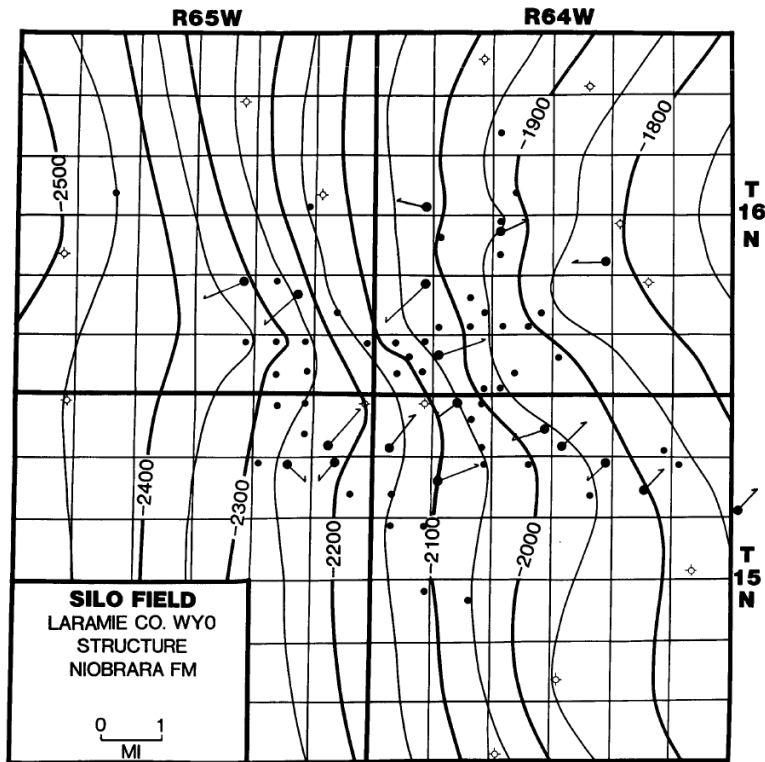 R65W
R64W
-2500
-1900
-1800
T
16
N
-2400
-2300
-2200
-2100
-2000
T
15
N
SILO FIELD
LARAMIE CO. WYO
STRUCTURE
NIOBRARA FM
0 1
MI